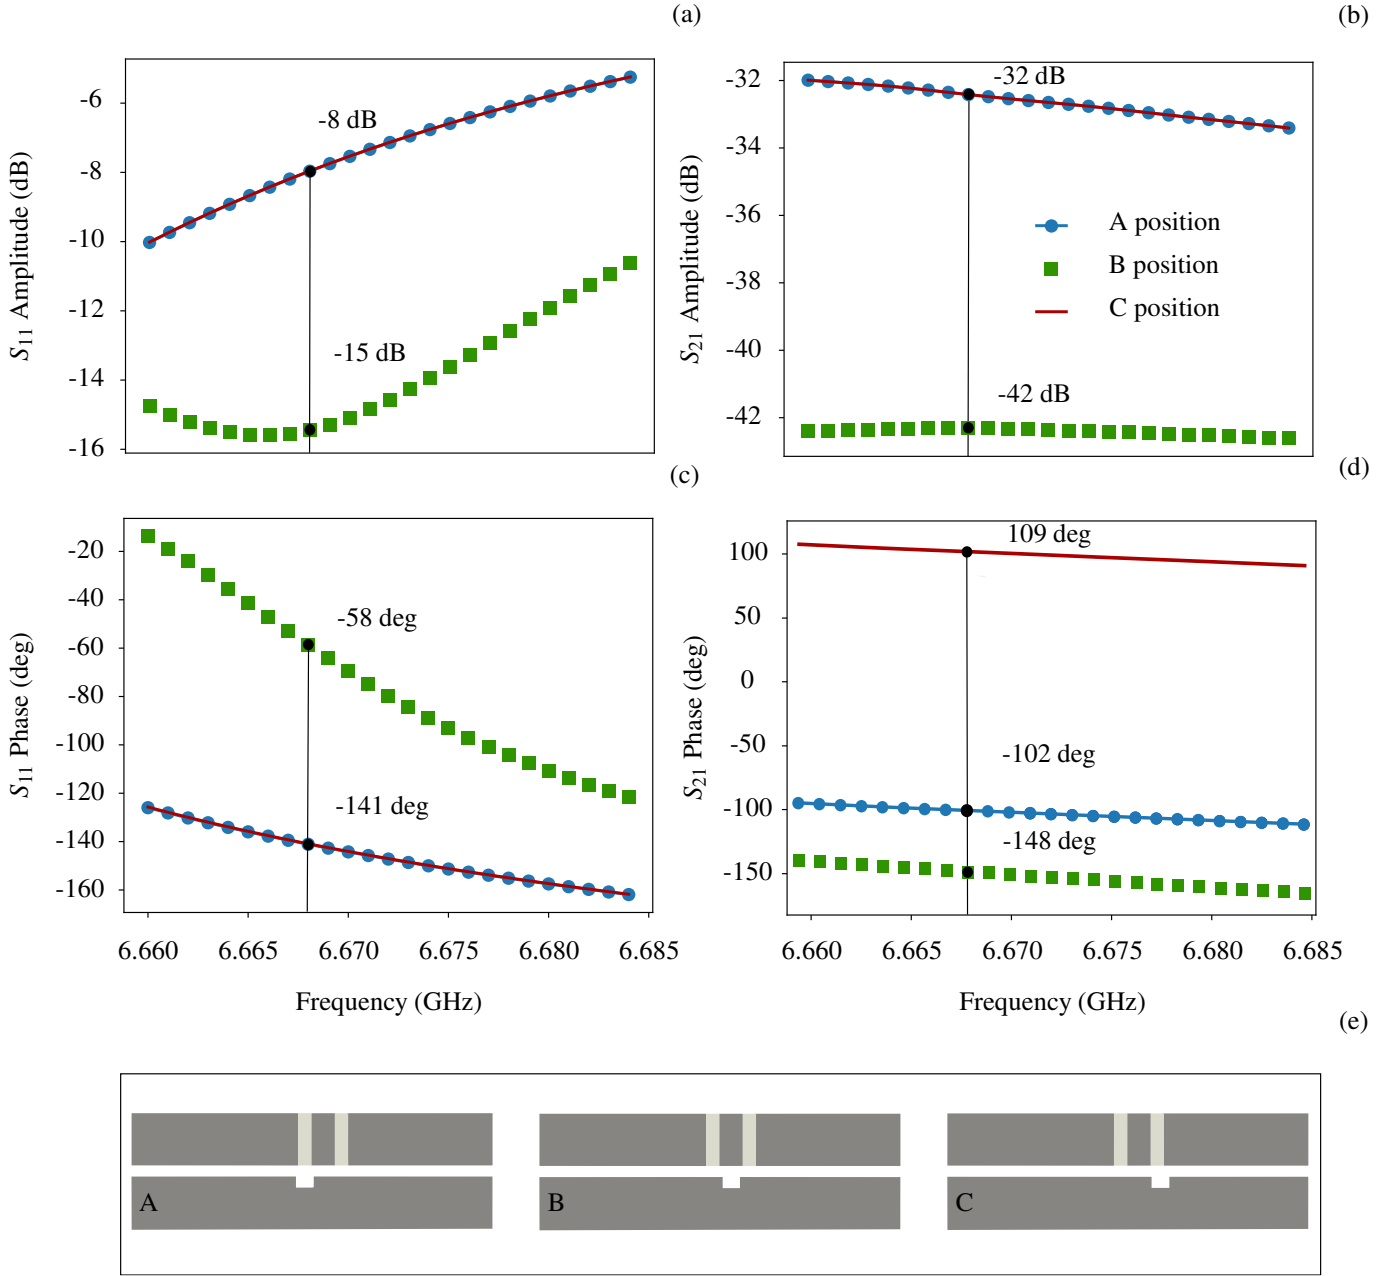 (a)
-6
-8
-10
-12
-14
-16
S11 Amplitude (dB)
-8 dB
-15 dB
(b)
-32
-34
-36
-38
-40
-42
S21 Amplitude (dB)
-32 dB
A position
B position
C position
-42 dB
(c)
-20
-40
-60
-80
-100
-120
-140
-160
S11 Phase (deg)
-58 deg
-141 deg
6.660 6.665 6.670 6.675 6.680 6.685
Frequency (GHz)
(d)
100
50
0
-50
-100
-150
S21 Phase (deg)
109 deg
-102 deg
-148 deg
6.660 6.665 6.670 6.675 6.680 6.685
Frequency (GHz)
(e)
A
B
C